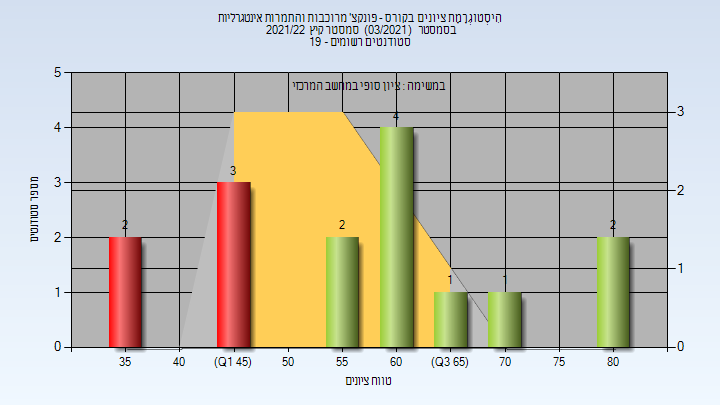 היסטוגרמת ציונים בקורס - פונקצ' מרוכבות והתמרות אינטגרליות
בסמסטר (03/2021) סמסטר קיץ 2021/22
סטודנטים רשומים - 19
במשימה : ציון סופי במחשב המרכזי
מספר סטודנטים
5
4
3
2
1
0
3
2
1
0
2
3
2
4
1
1
2
35 40 (Q1 45) 50 55 60 (Q3 65) 70 75 80
טווח ציונים